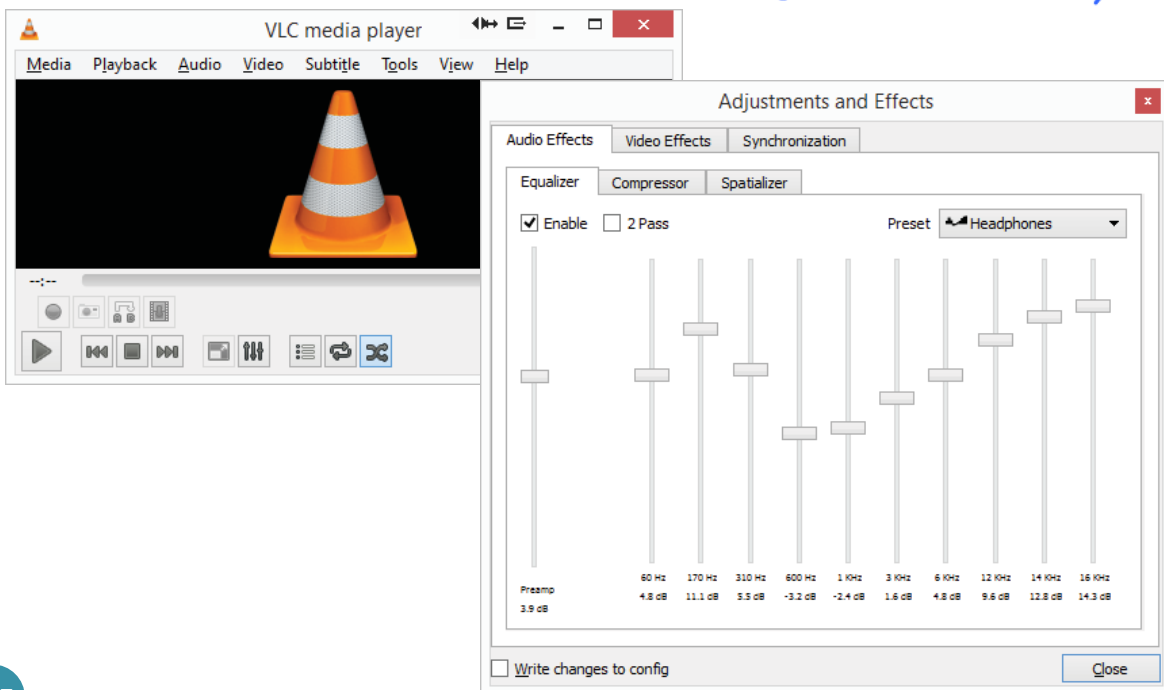 VLC media player
Media Playback Audio Video Subtitle Tools View Help
--:--
Adjustments and Effects
Audio Effects Video Effects Synchronization
Equalizer Compressor Spatializer
Enable 2 Pass Preset Headphones
60 Hz 170 Hz 310 Hz 600 Hz 1 KHz 3 KHz 6 KHz 12 KHz 14 KHz 16 KHz
Preamp 4.8 dB 11.1 dB 5.5 dB -3.2 dB -2.4 dB 1.6 dB 4.8 dB 9.6 dB 12.8 dB 14.3 dB
3.9 dB
Write changes to config Close